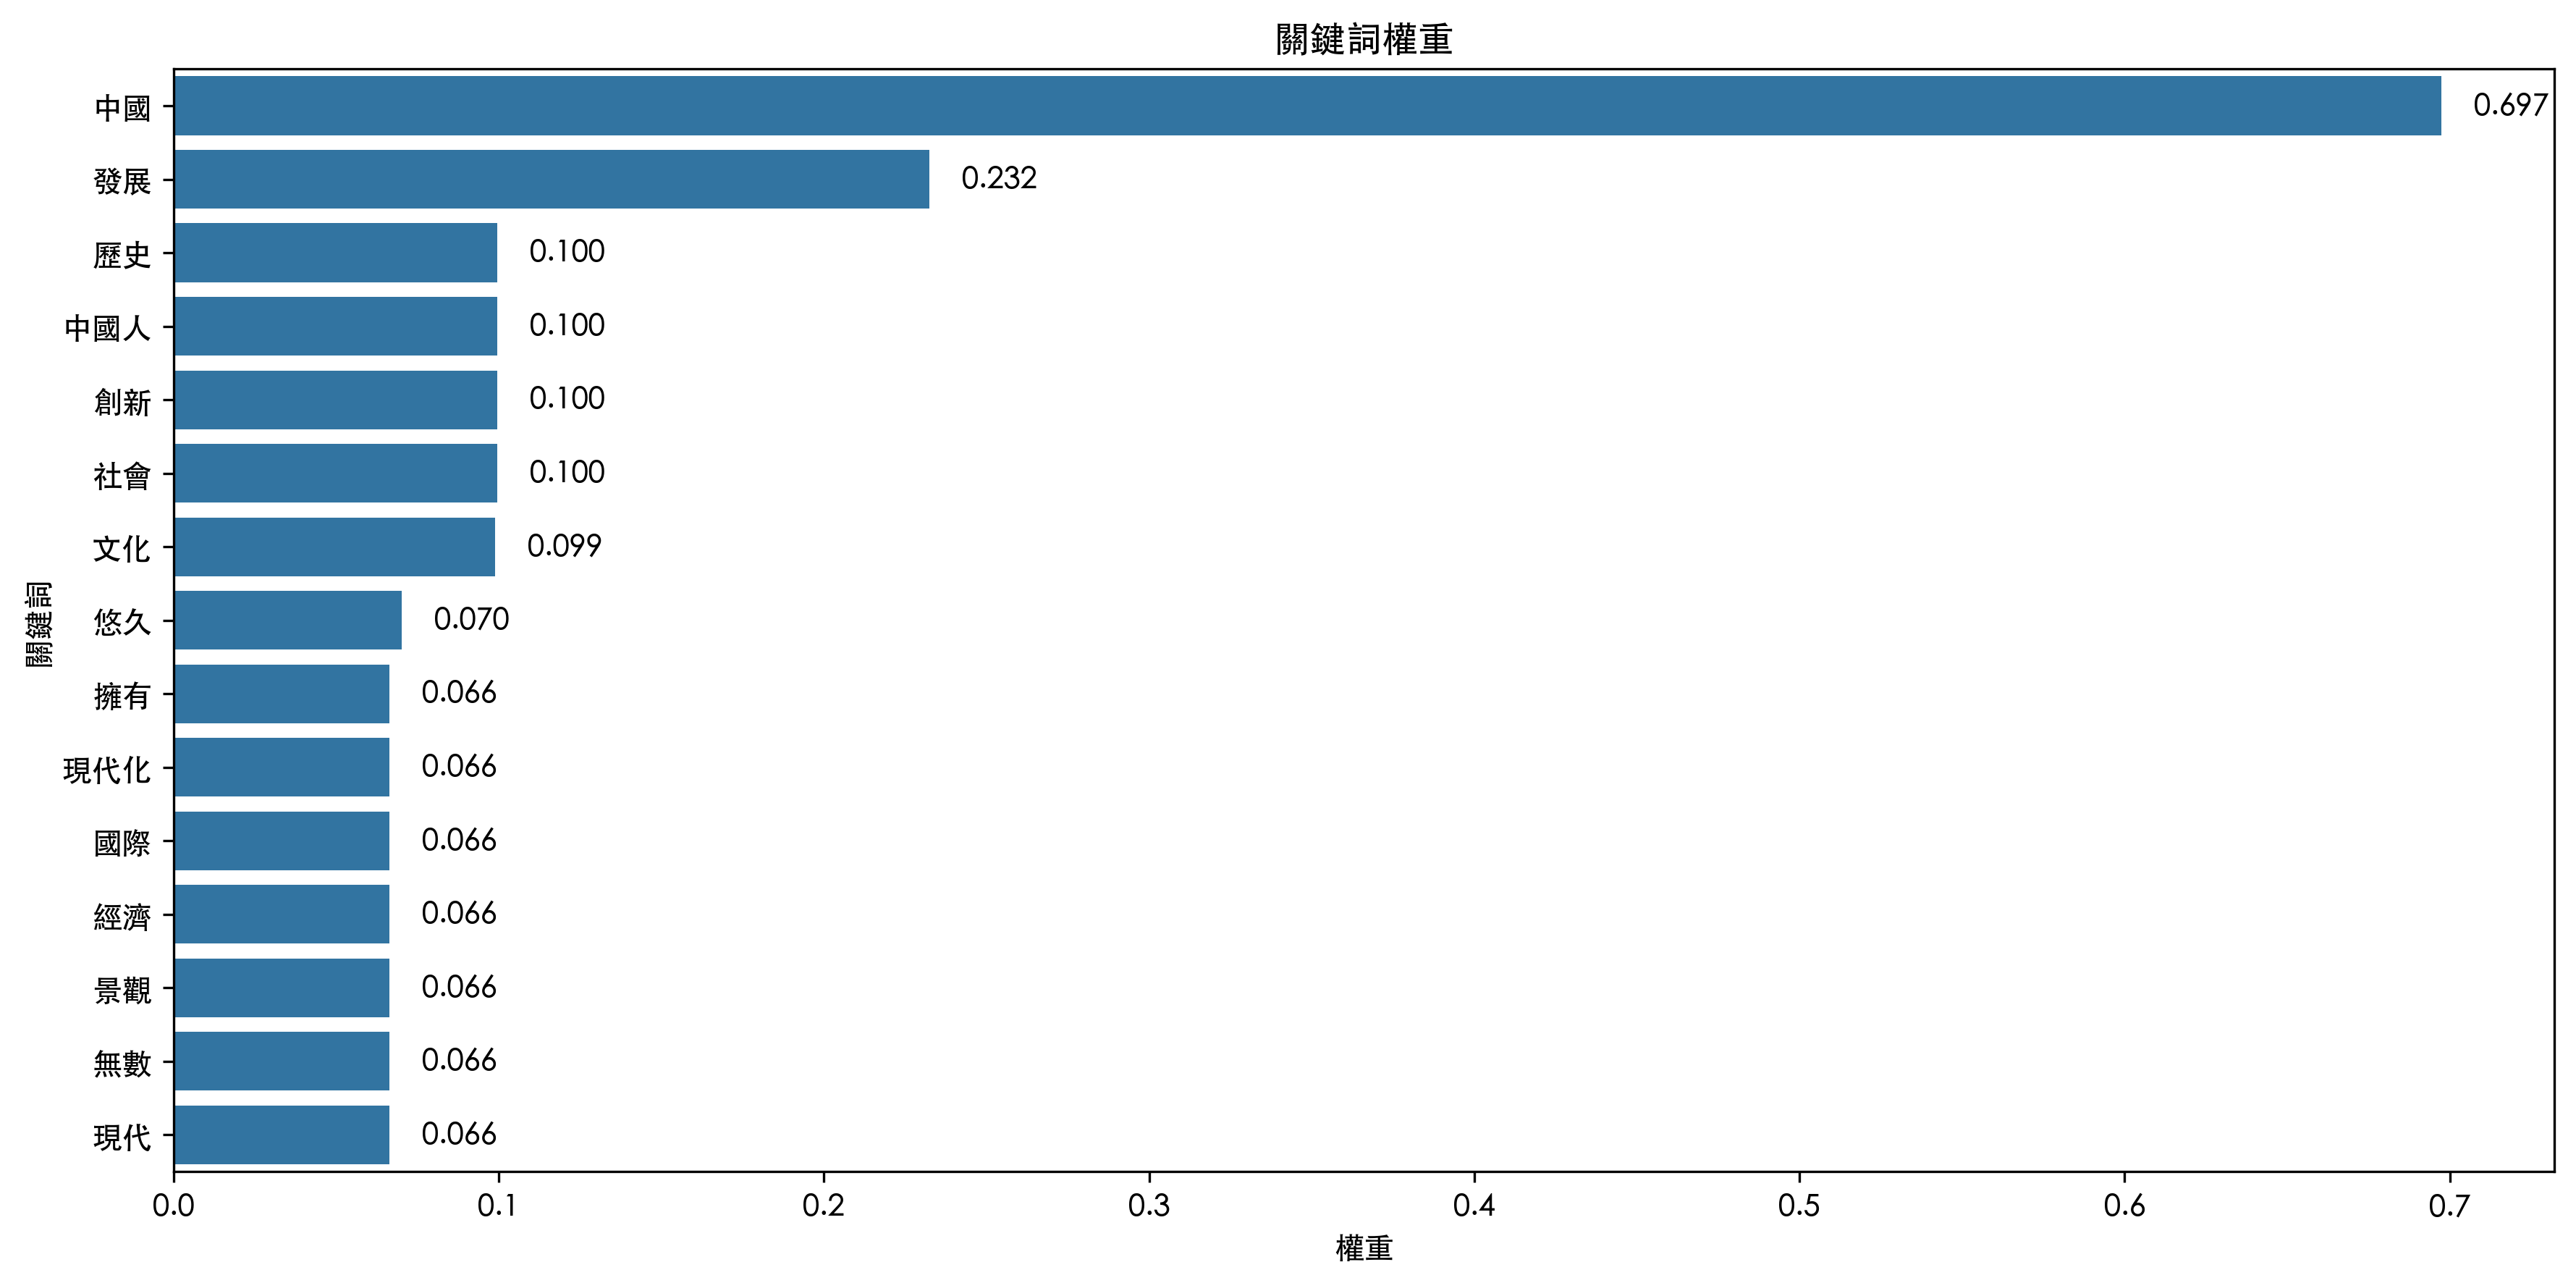 關鍵詞權重
中國 0.697
發展 0.232
歷史 0.100
中國人 0.100
創新 0.100
社會 0.100
文化 0.099
悠久 0.070
擁有 0.066
現代化 0.066
國際 0.066
經濟 0.066
景觀 0.066
無數 0.066
現代 0.066
關鍵詞
0.0 0.1 0.2 0.3 0.4 0.5 0.6 0.7
權重